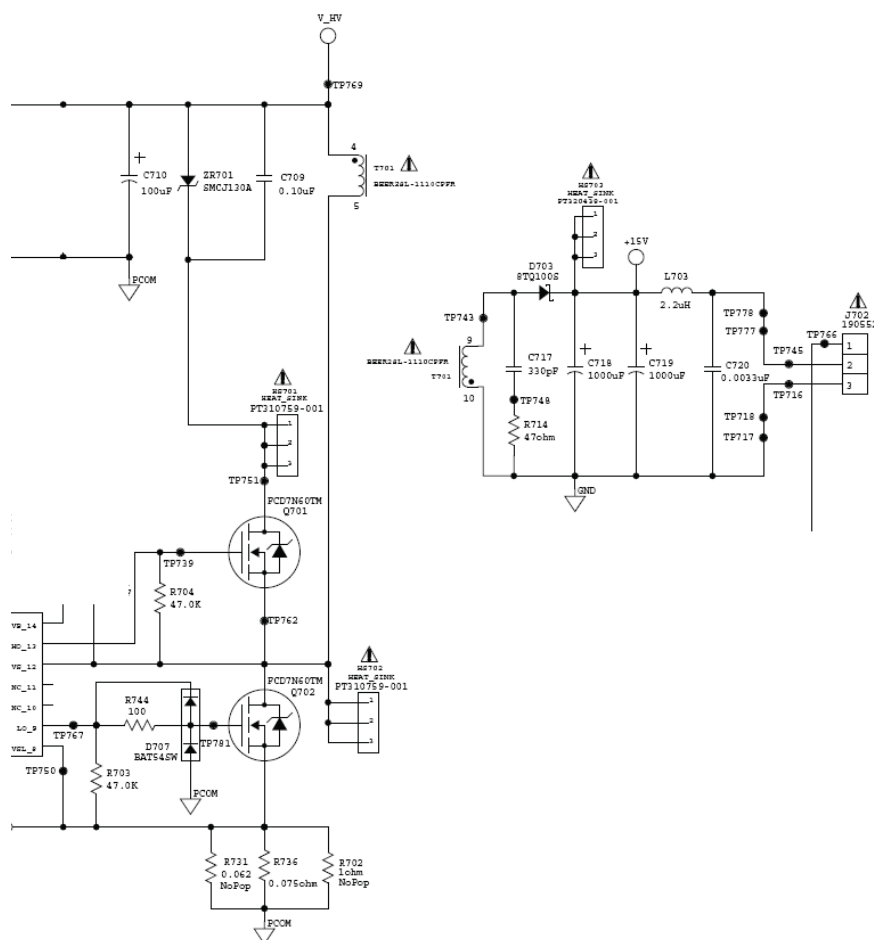 V_HV
TP769
C710
100uF
ZR701
SMCJ130A
C709
0.10uF
4
5
T701
PCOM
HS703
HEAT_SINK
PT320438-001
1
2
3
+15V
D703
8TQ100S
L703
2.2uH
TP743
9
10
T701
C717
330pF
TP748
R714
47ohm
C718
1000uF
C719
1000uF
C720
0.0033uF
TP778
TP777
TP745
TP716
TP718
TP717
TP766
J702
1
2
3
GND
HS701
HEAT_SINK
PT310759-001
1
2
3
TP751
FCD7N60TM
Q701
TP739
?
R704
47.0K
TP762
VB_14
HO_13
VS_12
NC_11
NC_10
LO_9
VSL_8
HS702
HEAT_SINK
PT310759-001
1
2
3
FCD7N60TM
Q702
R744
100
TP767
TP781
D707
BAT54SW
TP750
R703
47.0K
PCOM
R731
0.062
NoPop
R736
0.075ohm
R702
1ohm
NoPop
PCOM